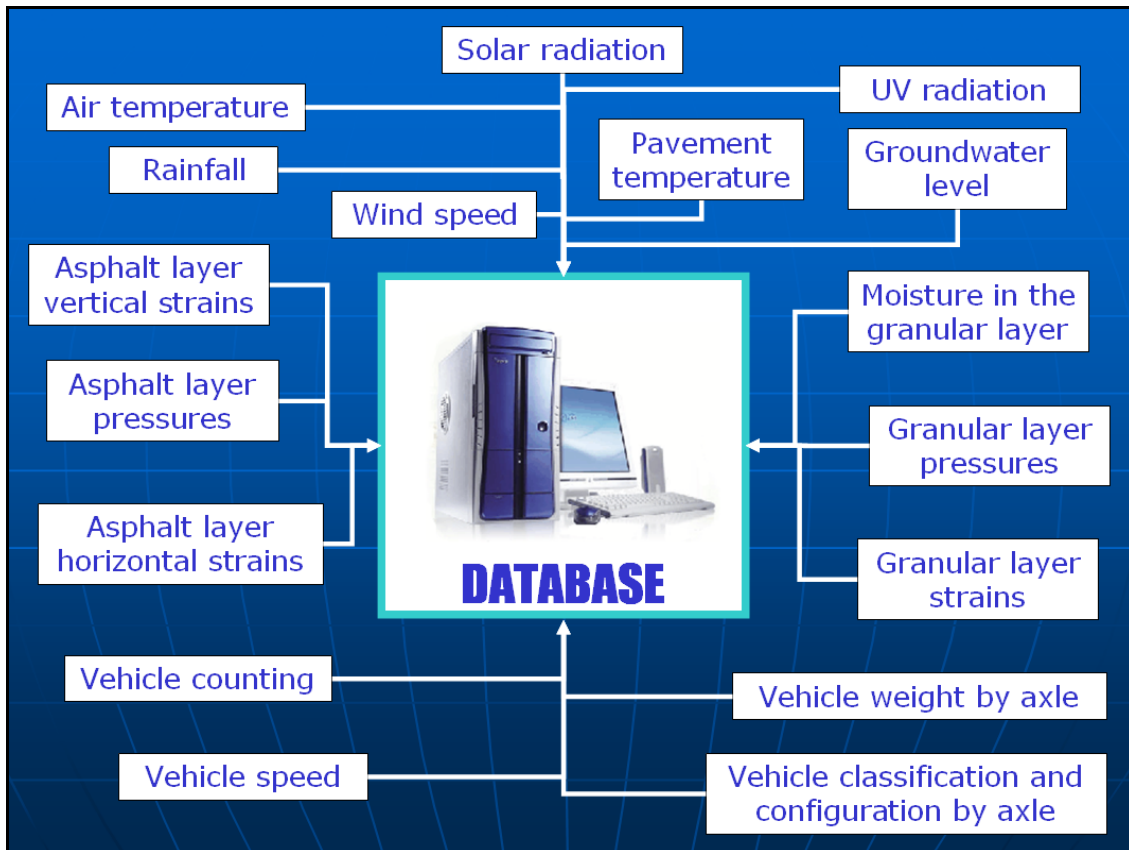 Solar radiation
UV radiation
Air temperature
Pavement
temperature
Groundwater
level
Rainfall
Wind speed
Asphalt layer
vertical strains
Moisture in the
granular layer
Asphalt layer
pressures
Granular layer
pressures
Asphalt layer
horizontal strains
Granular layer
strains
DATABASE
Vehicle counting
Vehicle weight by axle
Vehicle speed
Vehicle classification and
configuration by axle